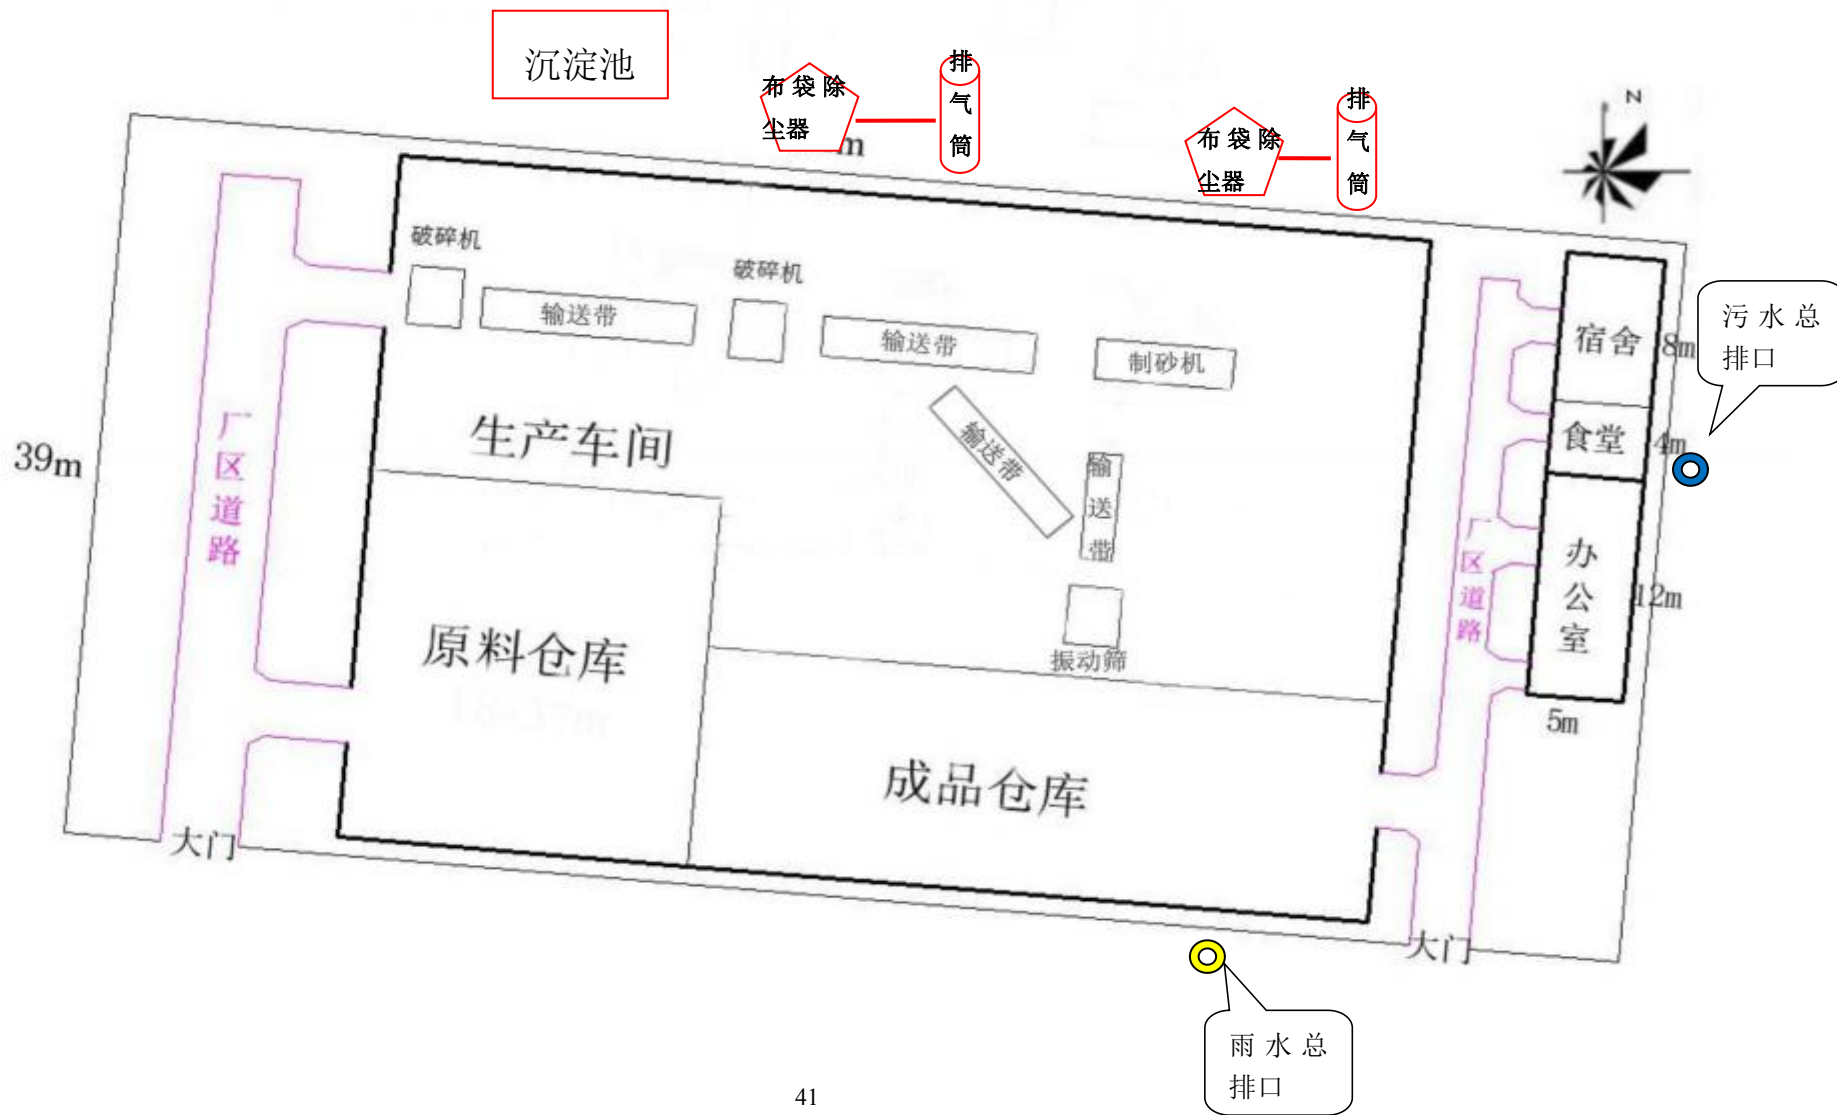 沉淀池
布袋除
尘器
排
气
筒
m
布袋除
尘器
排
气
筒
N
破碎机
输送带
破碎机
输送带
制砂机
宿舍
8m
污水总
排口
食堂
4m
39m
厂
区
道
路
生产车间
输送带
输
送
带
厂
区
道
路
办
公
室
12m
5m
原料仓库
18×37m
振动筛
成品仓库
大门
大门
雨水总
排口
41